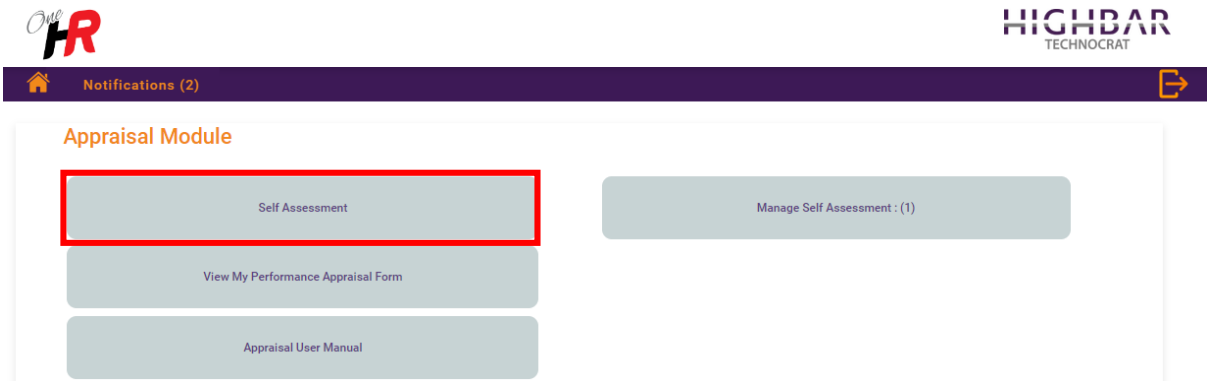 One
HR
HIGHBAR
TECHNOCRAT
Notifications (2)
Appraisal Module
Self Assessment
Manage Self Assessment : (1)
View My Performance Appraisal Form
Appraisal User Manual